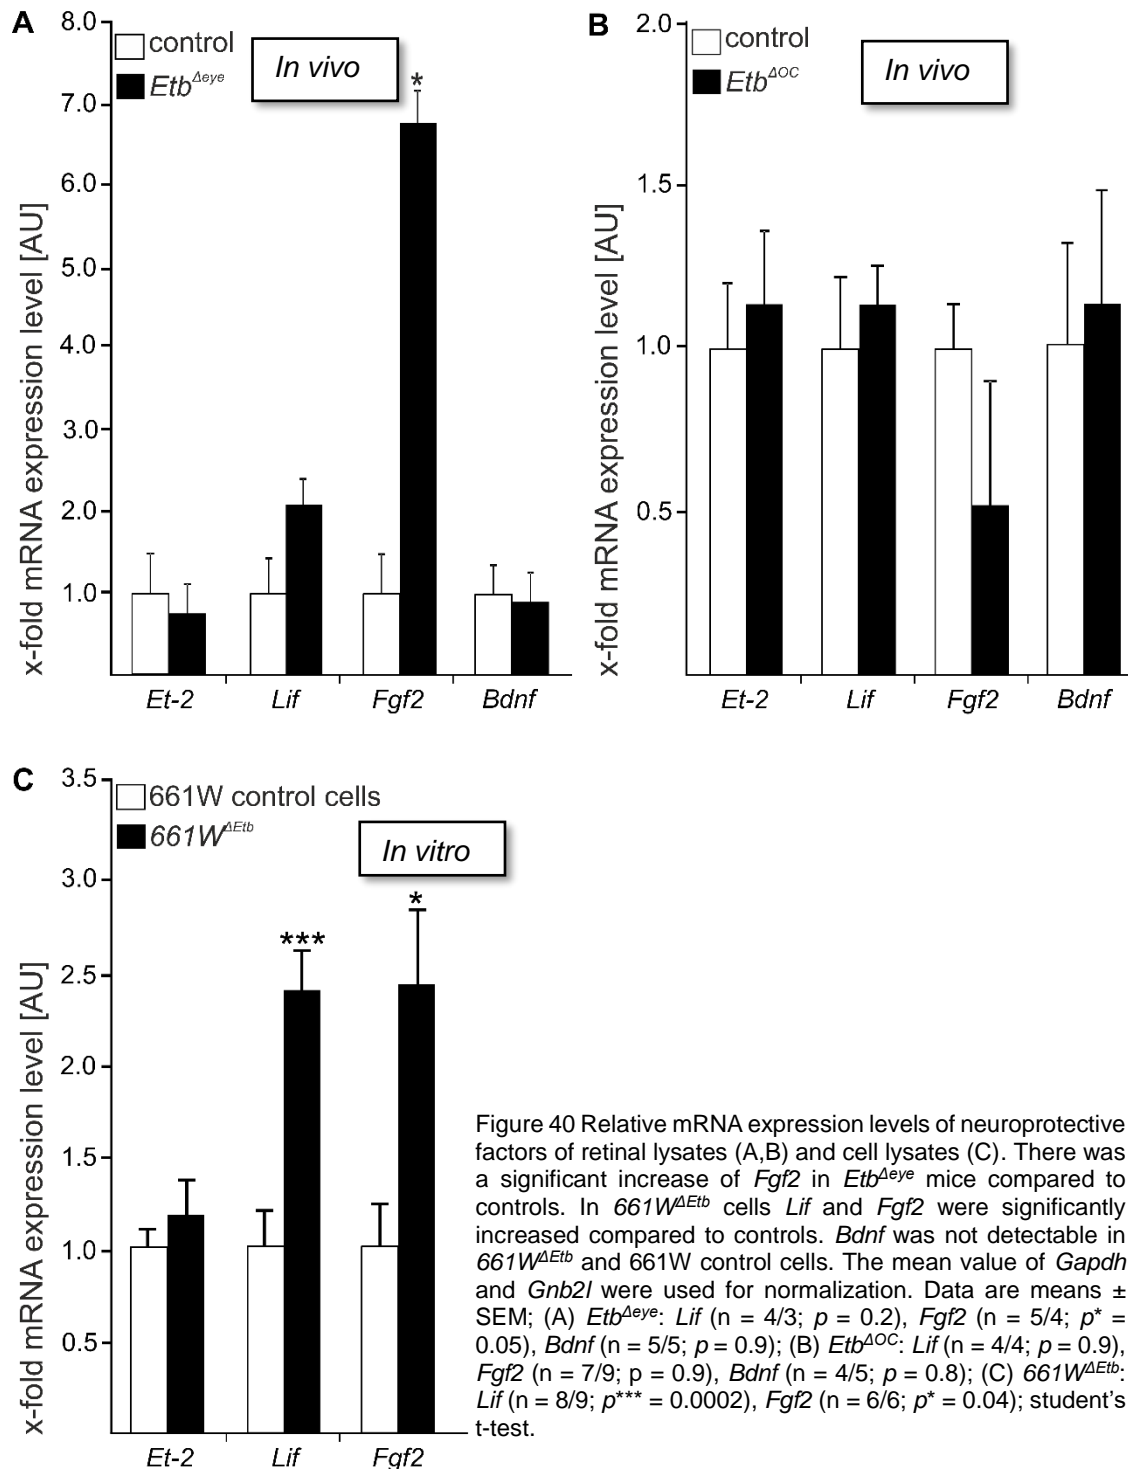 A
8.0
control
In vivo
Etb^Δeye
*
7.0
6.0
5.0
4.0
3.0
2.0
1.0
x-fold mRNA expression level [AU]
Et-2 Lif Fgf2 Bdnf
B
2.0
control
In vivo
Etb^ΔOC
1.5
1.0
0.5
x-fold mRNA expression level [AU]
Et-2 Lif Fgf2 Bdnf
C
3.5
661W control cells
661W^ΔEtb
In vitro
3.0
***
*
2.5
2.0
1.5
1.0
0.5
x-fold mRNA expression level [AU]
Et-2 Lif Fgf2
Figure 40 Relative mRNA expression levels of neuroprotective
factors of retinal lysates (A,B) and cell lysates (C). There was
a significant increase of Fgf2 in Etb^Δeye mice compared to
controls. In 661W^ΔEtb cells Lif and Fgf2 were significantly
increased compared to controls. Bdnf was not detectable in
661W^ΔEtb and 661W control cells. The mean value of Gapdh
and Gnb2l were used for normalization. Data are means ±
SEM; (A) Etb^Δeye: Lif (n = 4/3; p = 0.2), Fgf2 (n = 5/4; p* =
0.05), Bdnf (n = 5/5; p = 0.9); (B) Etb^ΔOC: Lif (n = 4/4; p = 0.9),
Fgf2 (n = 7/9; p = 0.9), Bdnf (n = 4/5; p = 0.8); (C) 661W^ΔEtb:
Lif (n = 8/9; p*** = 0.0002), Fgf2 (n = 6/6; p* = 0.04); student's
t-test.